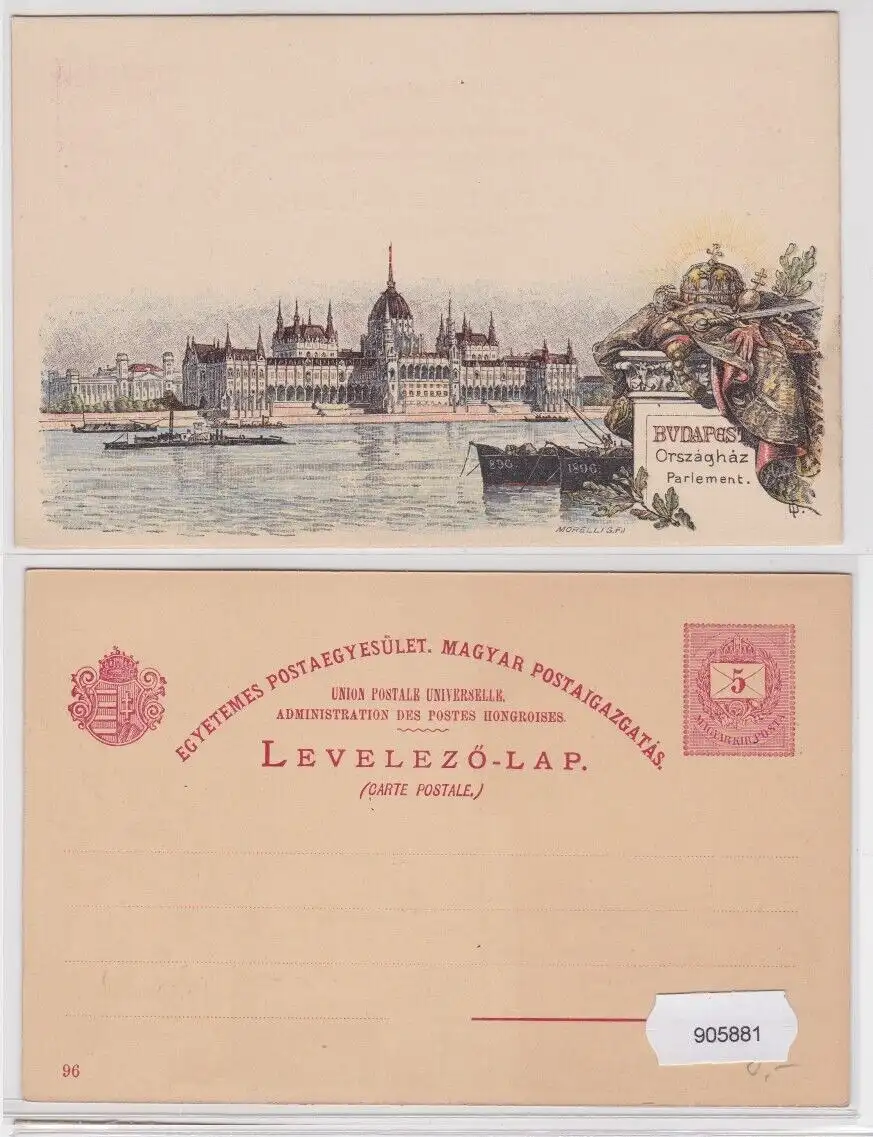 BUDAPEST
Országház
Parlement.
896
1896
MORELLI G. F.
EGYETEMES POSTAEGYESÜLET. MAGYAR POSTAIGAZGATÁS.
UNION POSTALE UNIVERSELLE.
ADMINISTRATION DES POSTES HONGROISES.
LEVELEZŐ-LAP.
(CARTE POSTALE.)
5
MAGYAR KIR. POSTA
905881
96